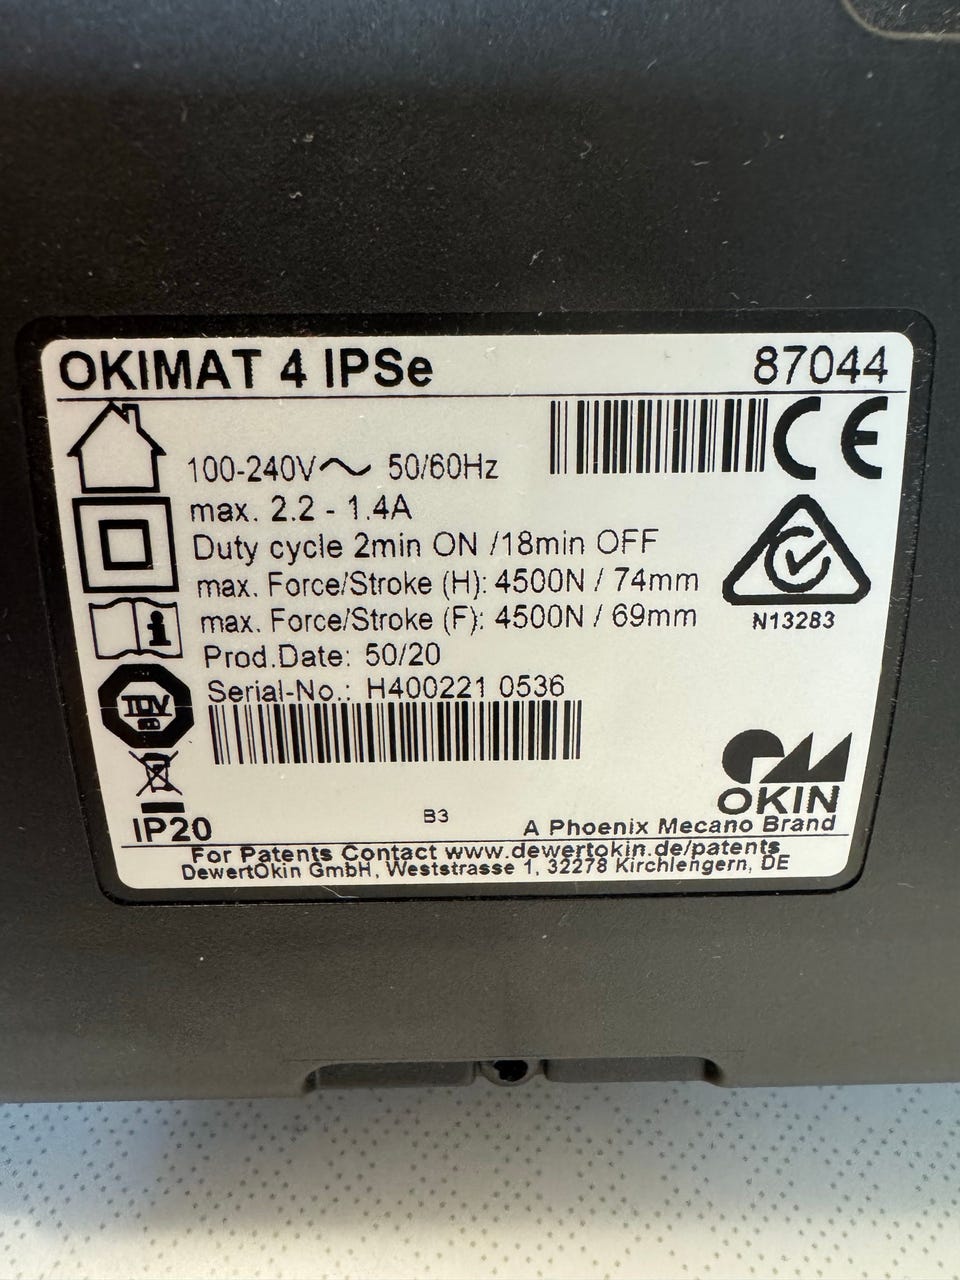 OKIMAT 4 IPSe 87044
CE
100-240V~ 50/60Hz
max. 2.2 - 1.4A
Duty cycle 2min ON /18min OFF
max. Force/Stroke (H): 4500N / 74mm
max. Force/Stroke (F): 4500N / 69mm
N13283
Prod.Date: 50/20
Serial-No.: H400221 0536
TÜV
OKIN
IP20
B3
A Phoenix Mecano Brand
For Patents Contact www.dewertokin.de/patents
DewertOkin GmbH, Weststrasse 1, 32278 Kirchlengern, DE